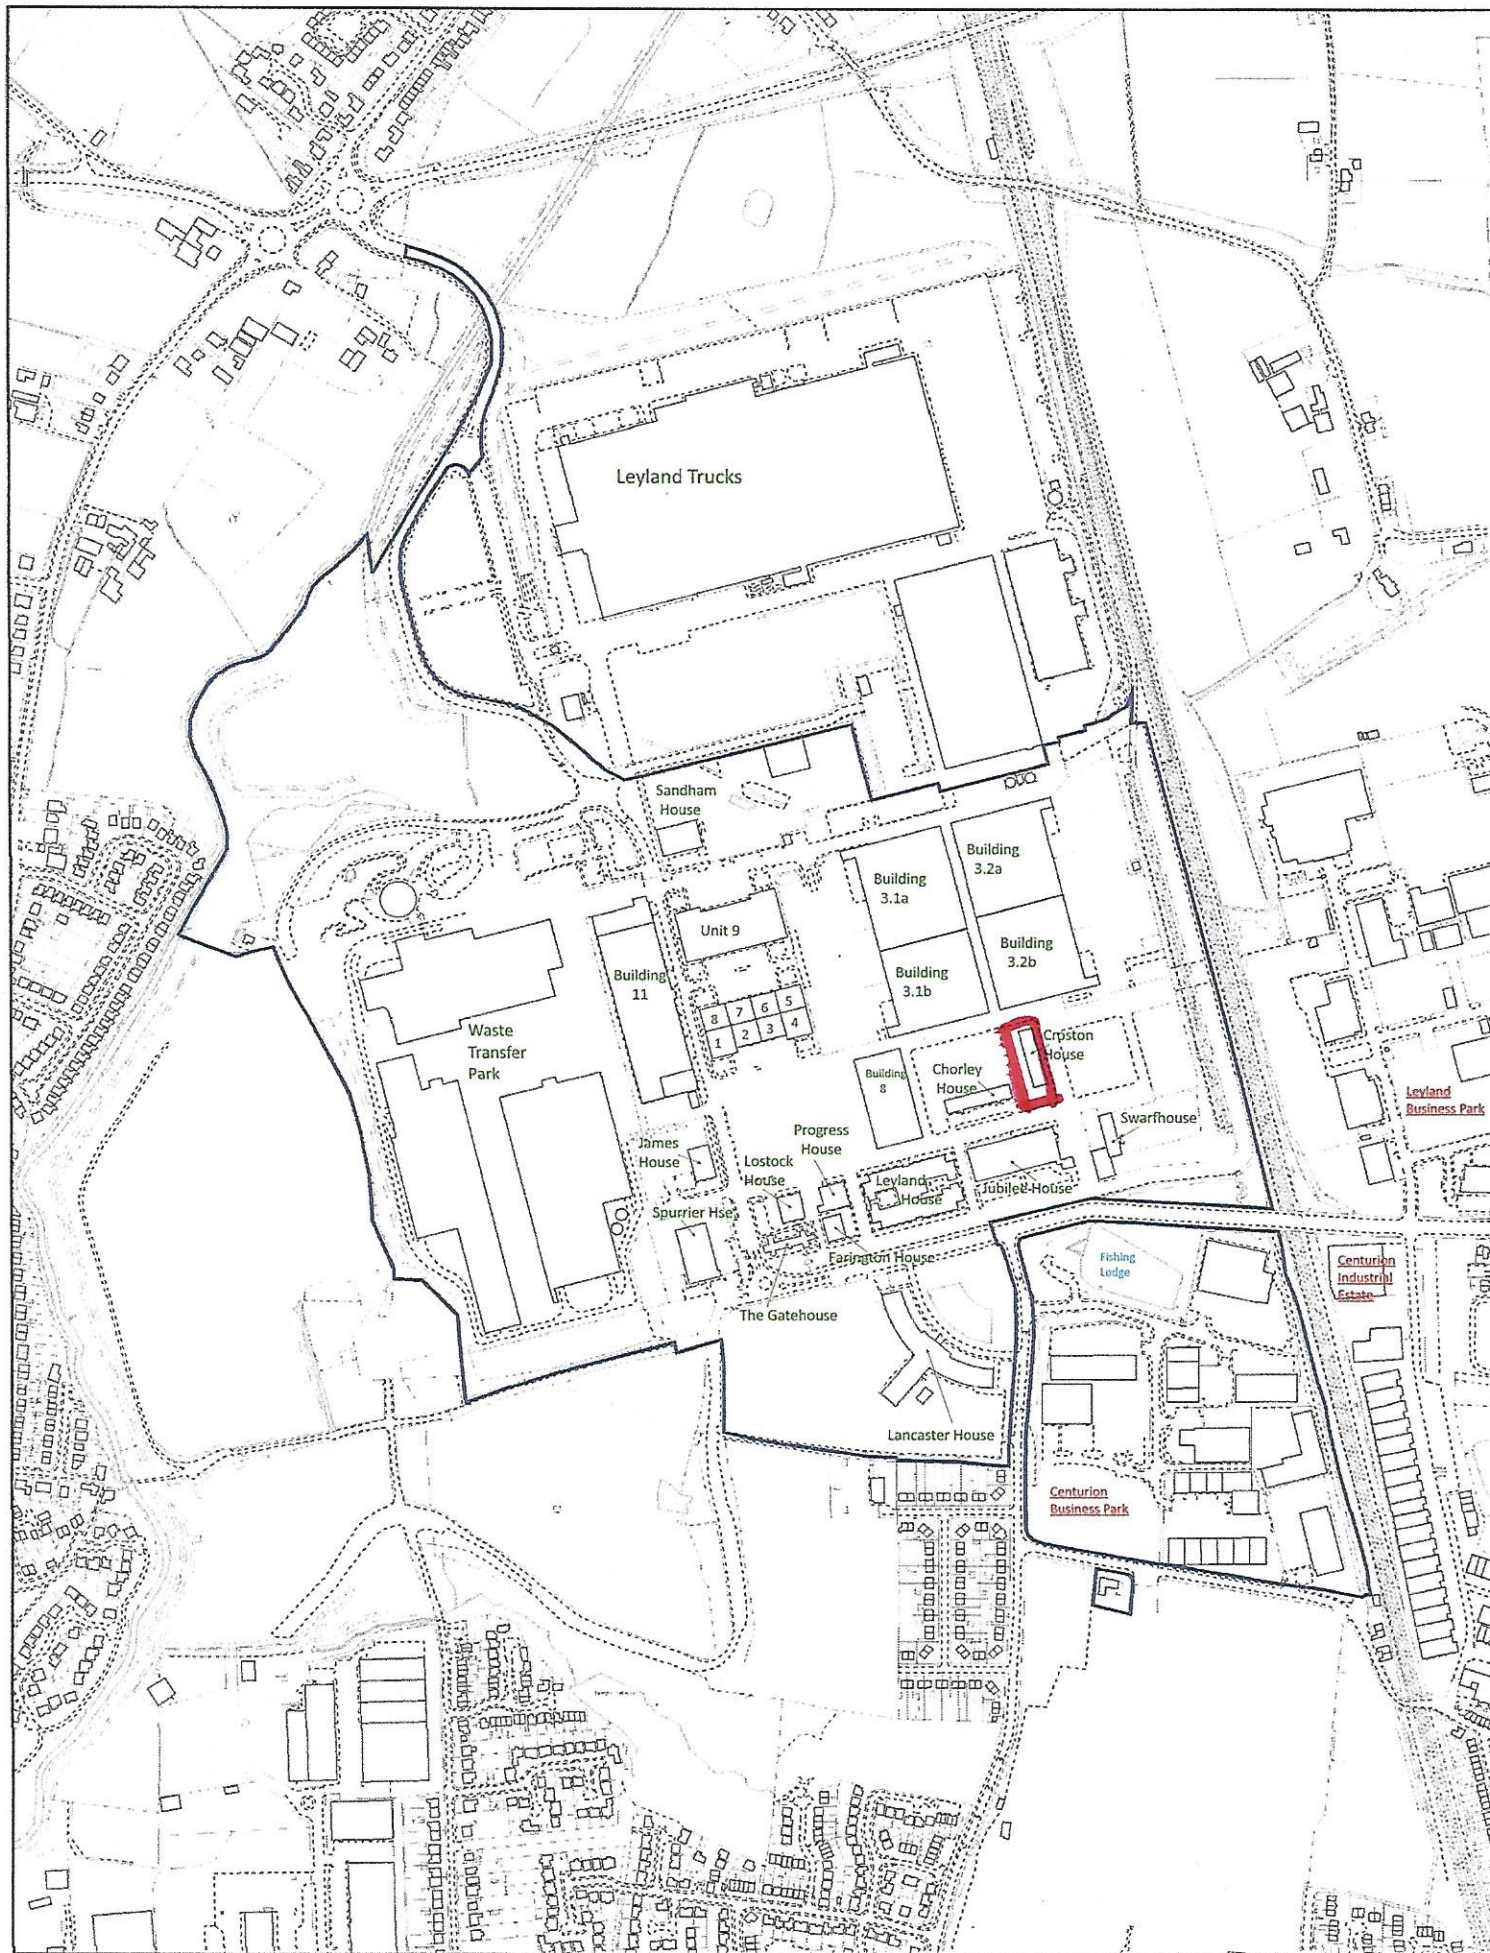 Leyland Trucks
Sandham
House
Building
3.2a
Building
3.1a
Unit 9
Building
3.2b
Building
11
Building
3.1b
8 7 6 5
1 2 3 4
Waste
Transfer
Park
Croston
House
Building
8
Chorley
House
Leyland
Business Park
Swarfhouse
Progress
House
James
House
Lostock
House
Leyland
House
Jubilee House
Spurrier Hse
Farington House
Fishing
Lodge
Centurion
Industrial
Estate
The Gatehouse
Lancaster House
Centurion
Business Park